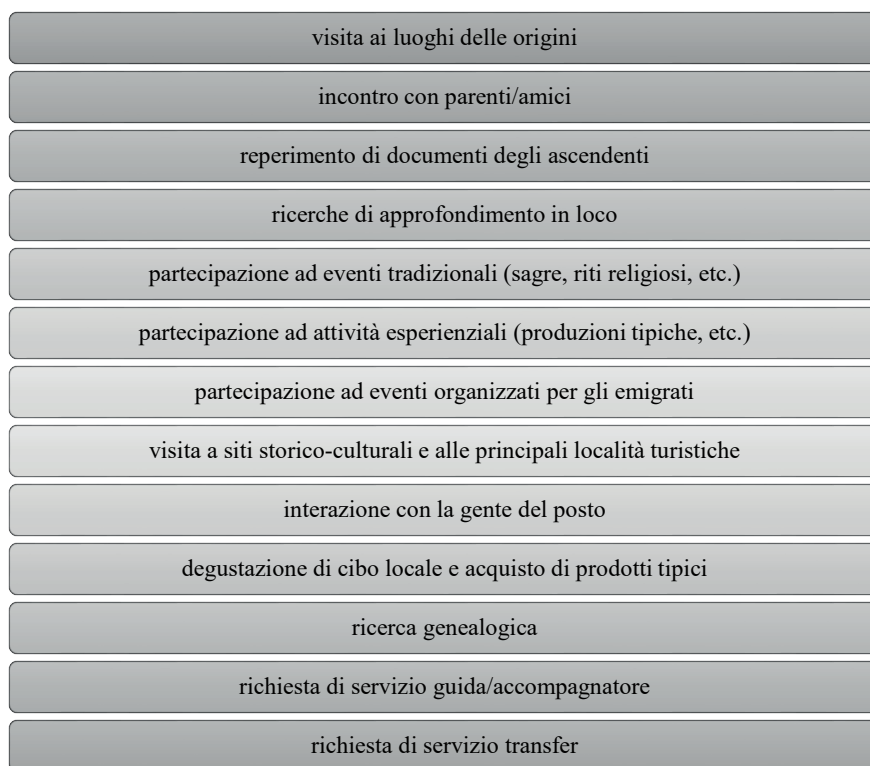 visita ai luoghi delle origini
incontro con parenti/amici
reperimento di documenti degli ascendenti
ricerche di approfondimento in loco
partecipazione ad eventi tradizionali (sagre, riti religiosi, etc.)
partecipazione ad attività esperienziali (produzioni tipiche, etc.)
partecipazione ad eventi organizzati per gli emigrati
visita a siti storico-culturali e alle principali località turistiche
interazione con la gente del posto
degustazione di cibo locale e acquisto di prodotti tipici
ricerca genealogica
richiesta di servizio guida/accompagnatore
richiesta di servizio transfer